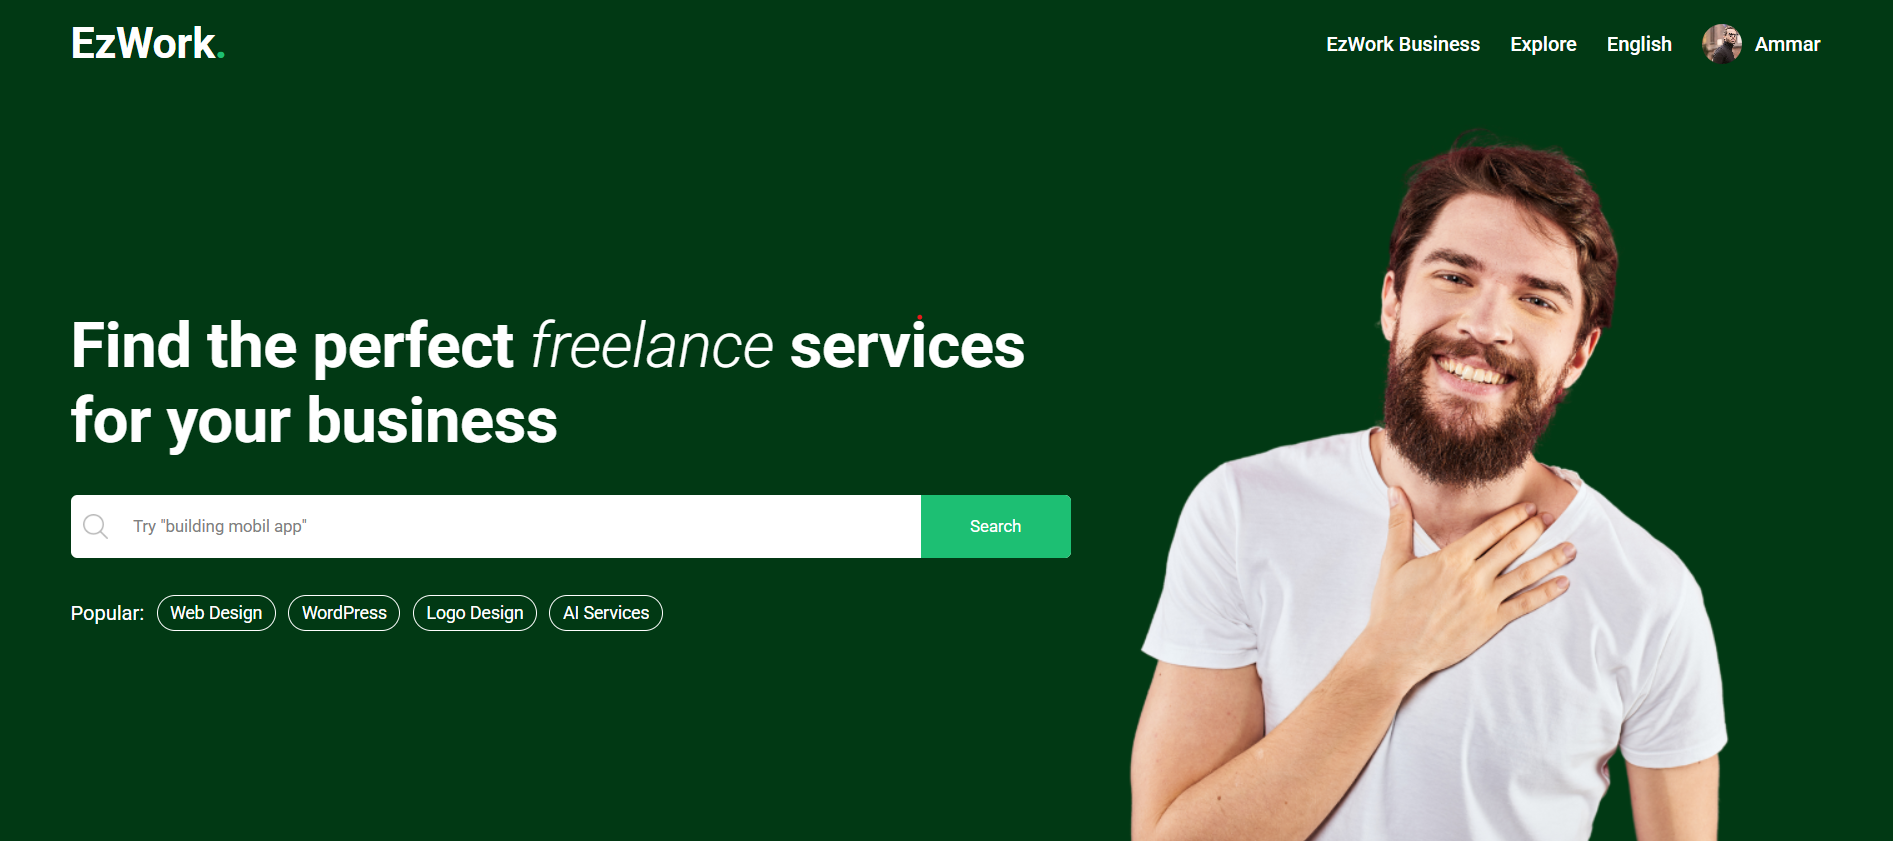 EzWork.
EzWork Business Explore English Ammar
Find the perfect freelance services
for your business
Try "building mobil app"
Search
Popular: Web Design WordPress Logo Design AI Services